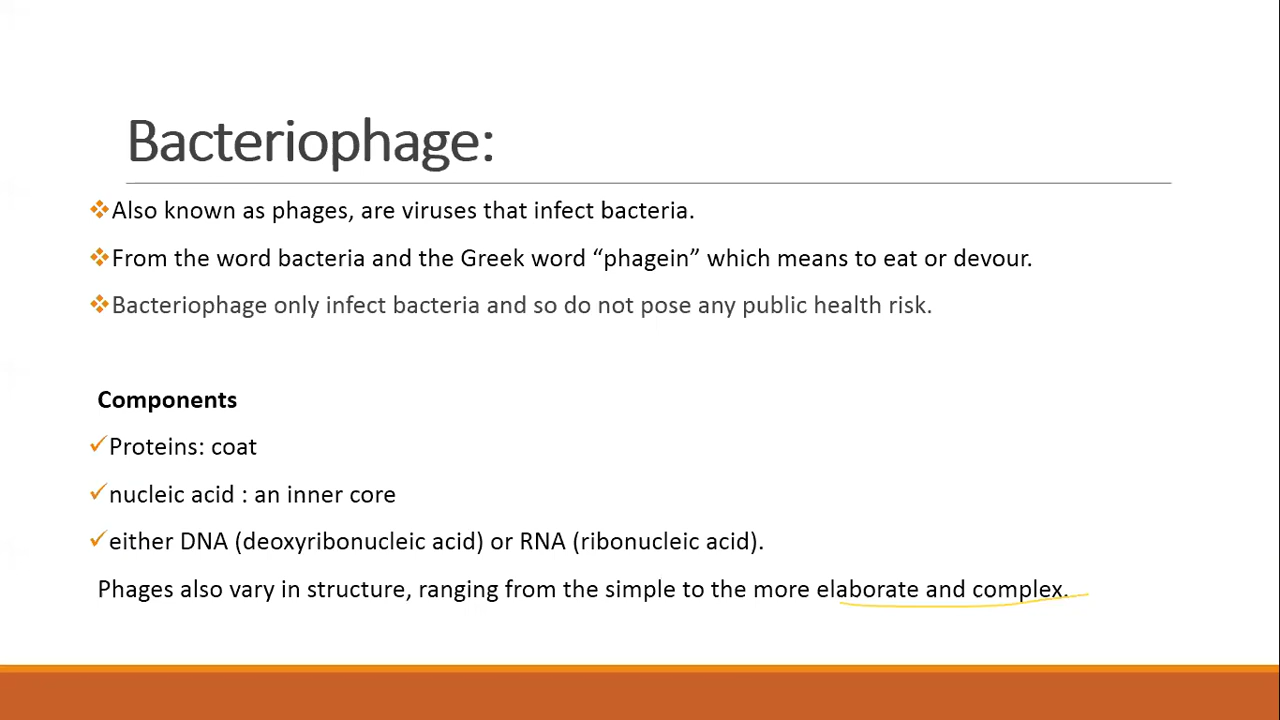 Bacteriophage:
Also known as phages, are viruses that infect bacteria.
From the word bacteria and the Greek word “phagein” which means to eat or devour.
Bacteriophage only infect bacteria and so do not pose any public health risk.
Components
Proteins: coat
nucleic acid : an inner core
either DNA (deoxyribonucleic acid) or RNA (ribonucleic acid).
Phages also vary in structure, ranging from the simple to the more elaborate and complex.